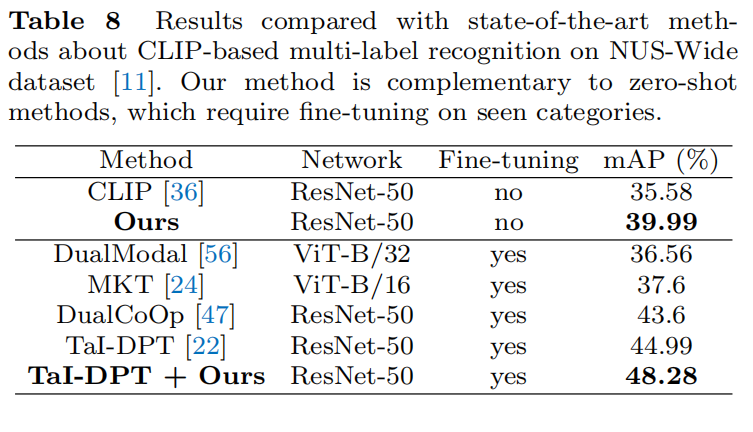 Table 8 Results compared with state-of-the-art meth-
ods about CLIP-based multi-label recognition on NUS-Wide
dataset [11]. Our method is complementary to zero-shot
methods, which require fine-tuning on seen categories.
Method Network Fine-tuning mAP (%)
CLIP [36] ResNet-50 no 35.58
Ours ResNet-50 no 39.99
DualModal [56] ViT-B/32 yes 36.56
MKT [24] ViT-B/16 yes 37.6
DualCoOp [47] ResNet-50 yes 43.6
TaI-DPT [22] ResNet-50 yes 44.99
TaI-DPT + Ours ResNet-50 yes 48.28